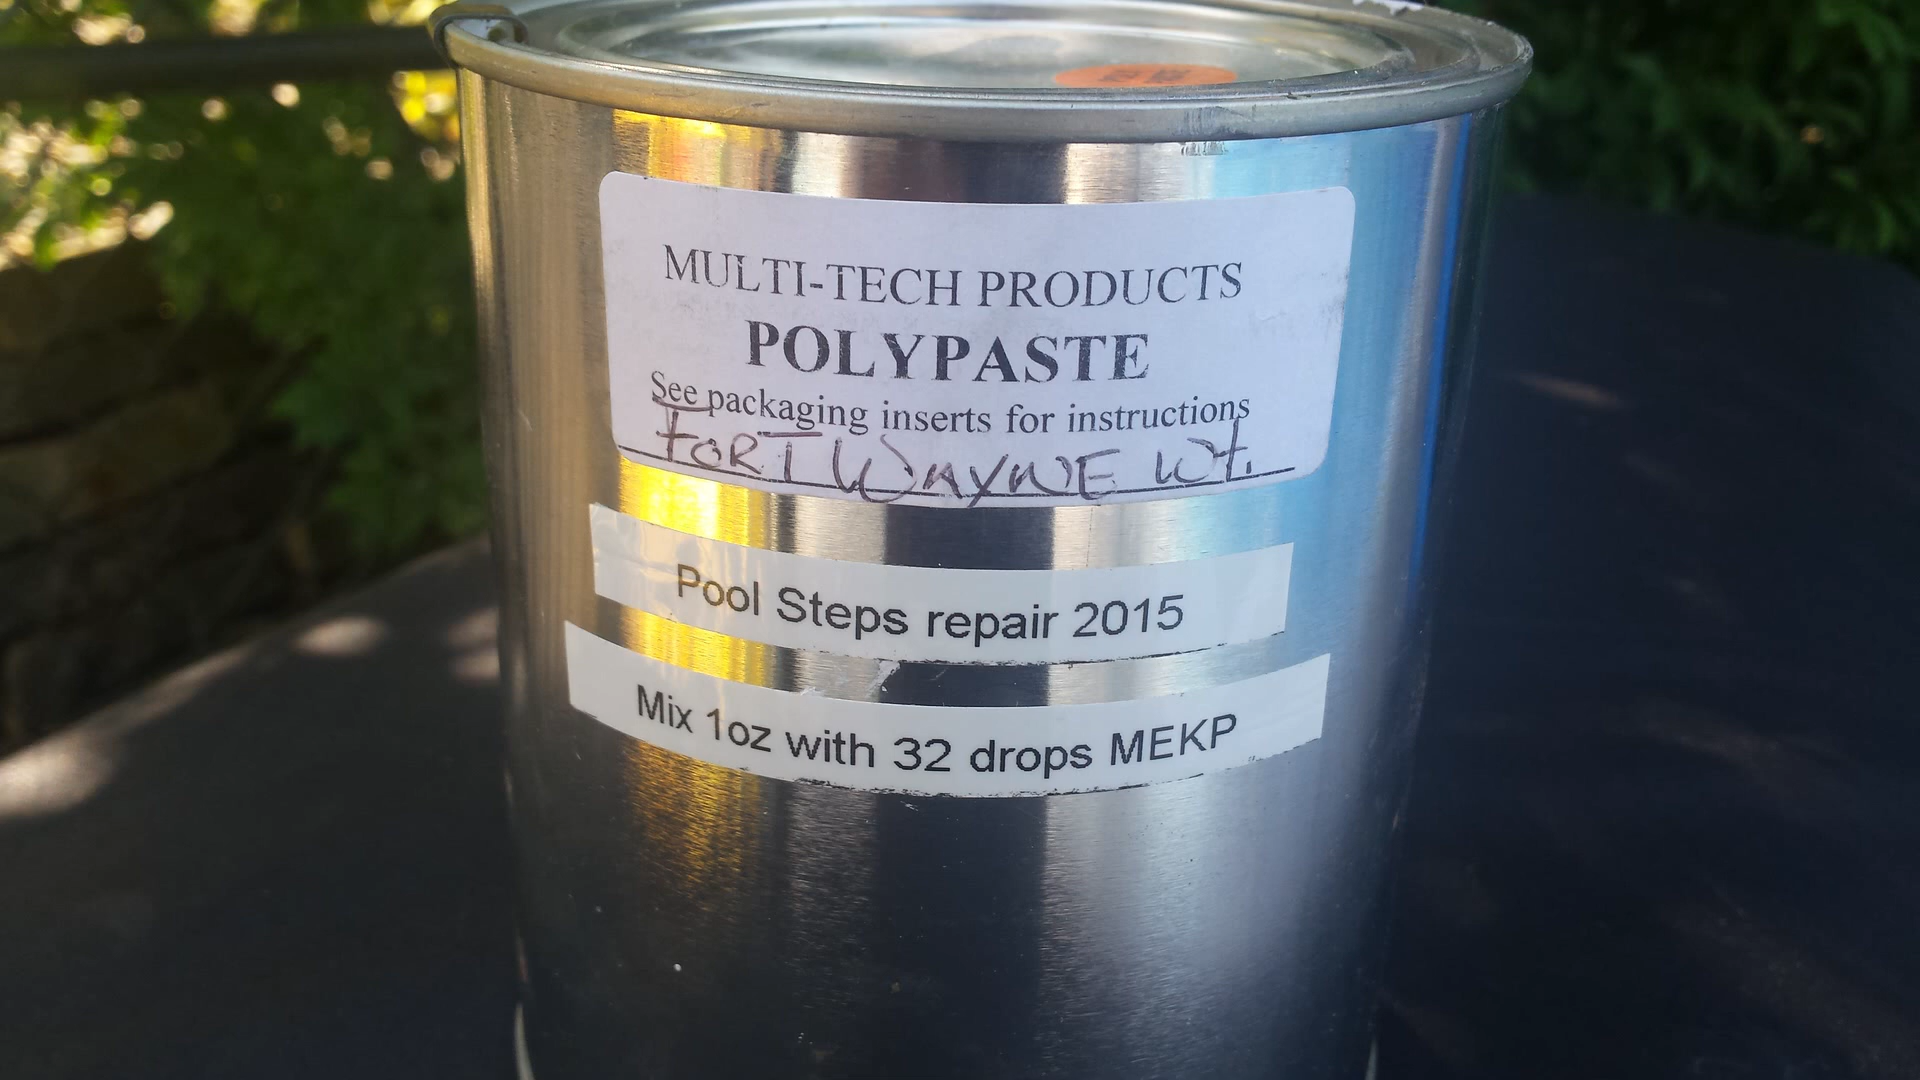 MULTI-TECH PRODUCTS
POLYPASTE
See packaging inserts for instructions
FORT WAYNE Wt.
Pool Steps repair 2015
Mix 1oz with 32 drops MEKP